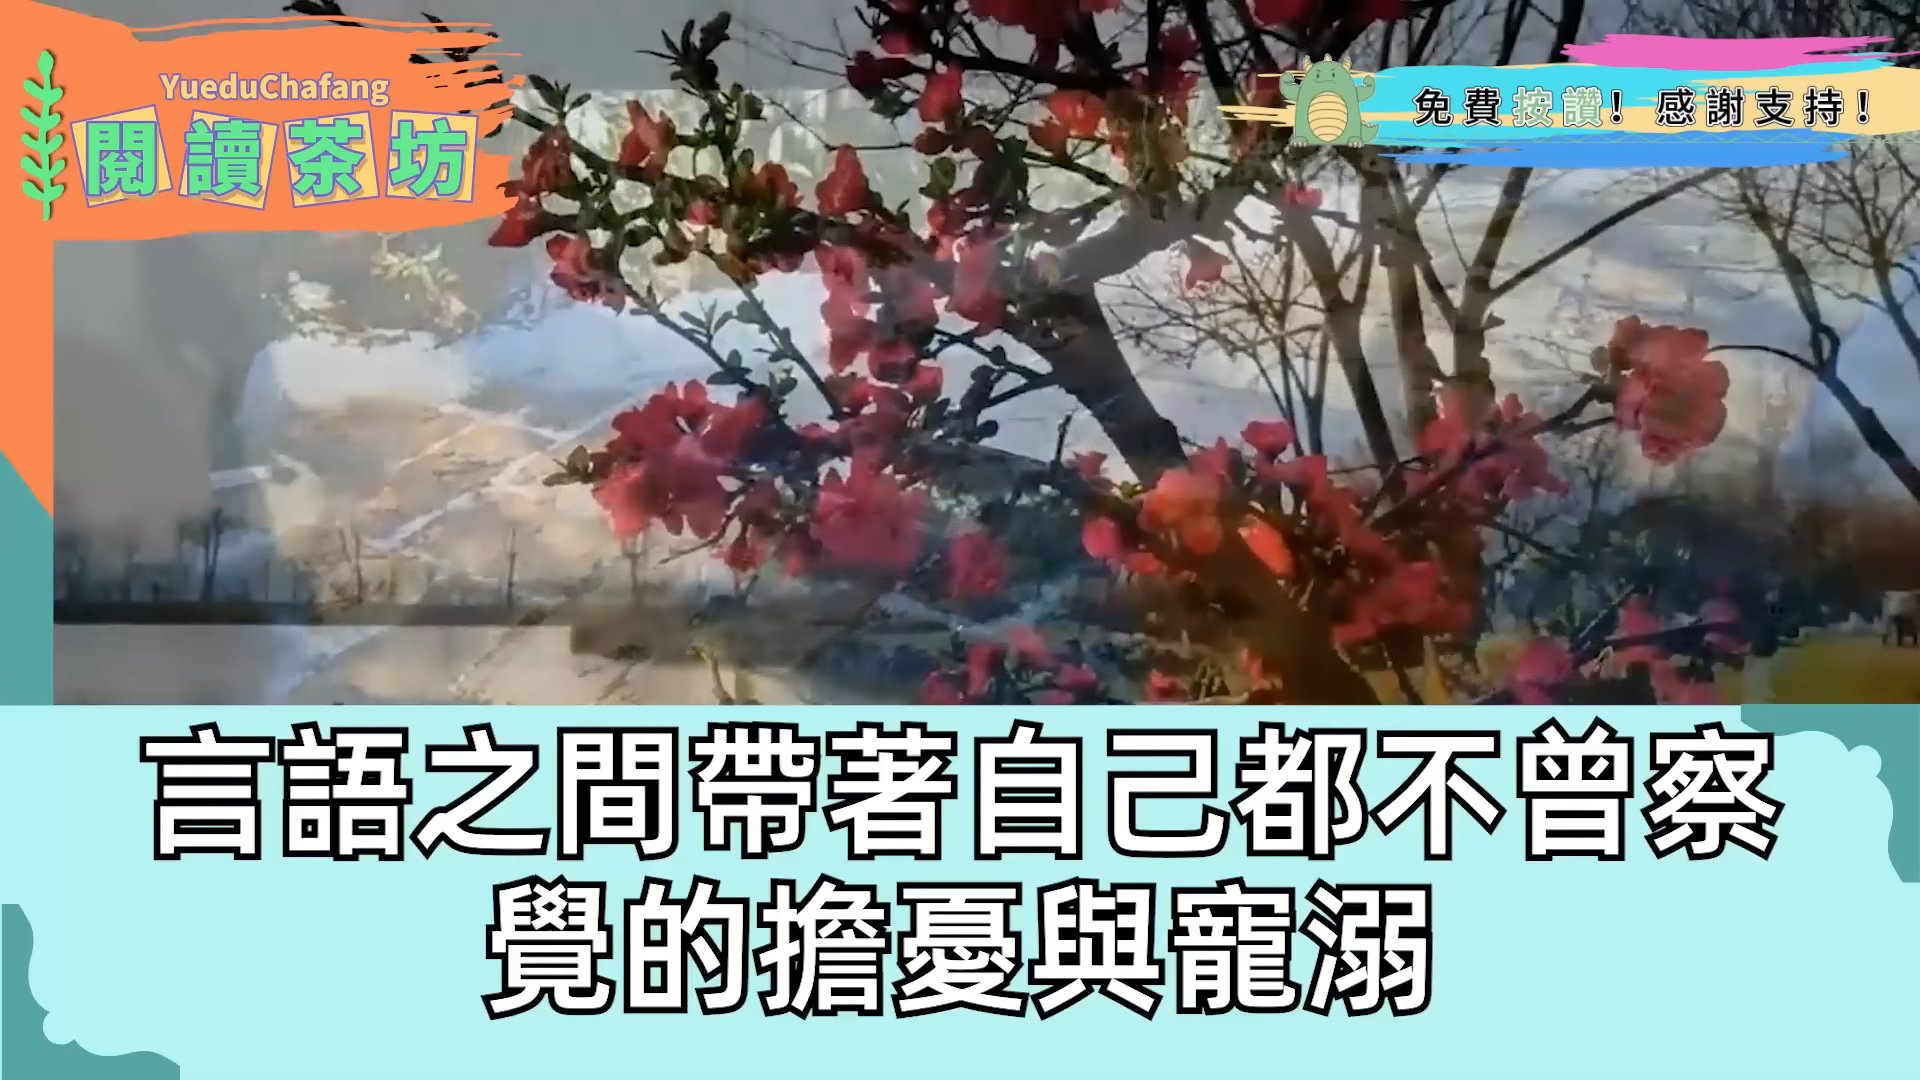 YueduChafang
閱讀茶坊
免費按讚！感謝支持！
言語之間帶著自己都不曾察
覺的擔憂與寵溺